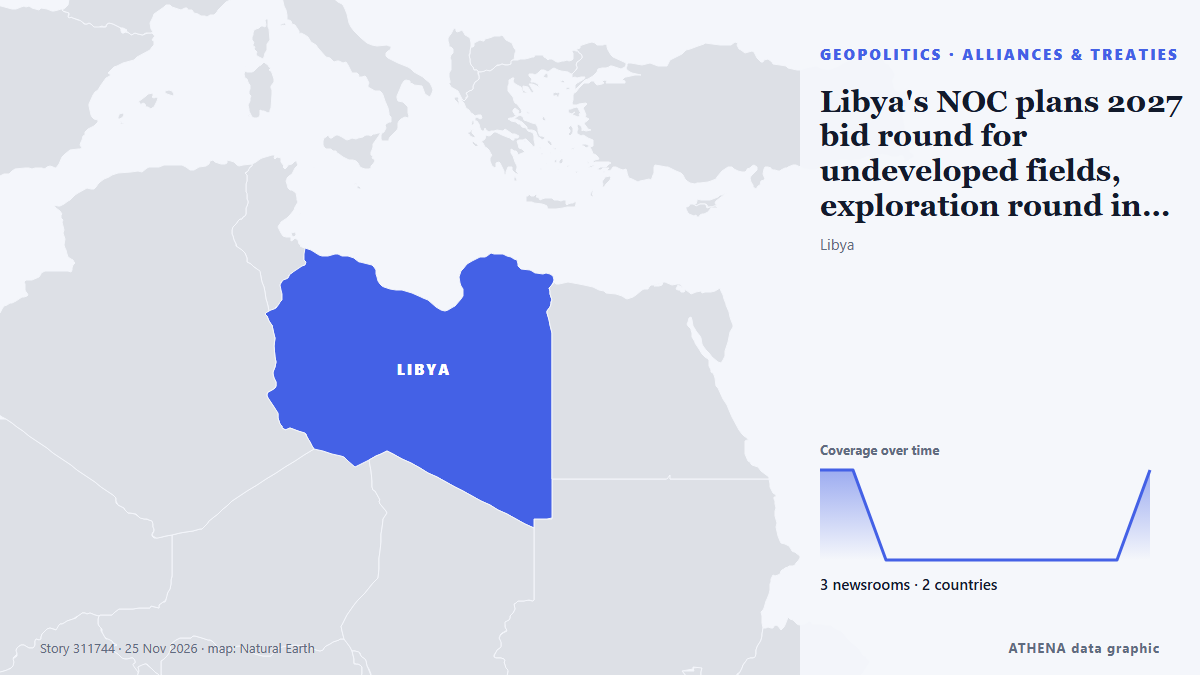 GEOPOLITICS · ALLIANCES & TREATIES
Libya's NOC plans 2027
bid round for
undeveloped fields,
exploration round in...
Libya
LIBYA
Coverage over time
3 newsrooms · 2 countries
Story 311744 · 25 Nov 2026 · map: Natural Earth
ATHENA data graphic